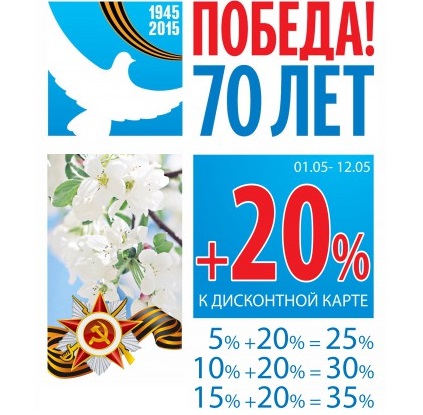 1945
2015
ПОБЕДА!
70 ЛЕТ
01.05- 12.05
+20%
К ДИСКОНТНОЙ КАРТЕ
5% +20% = 25%
10% +20% = 30%
15% +20% = 35%